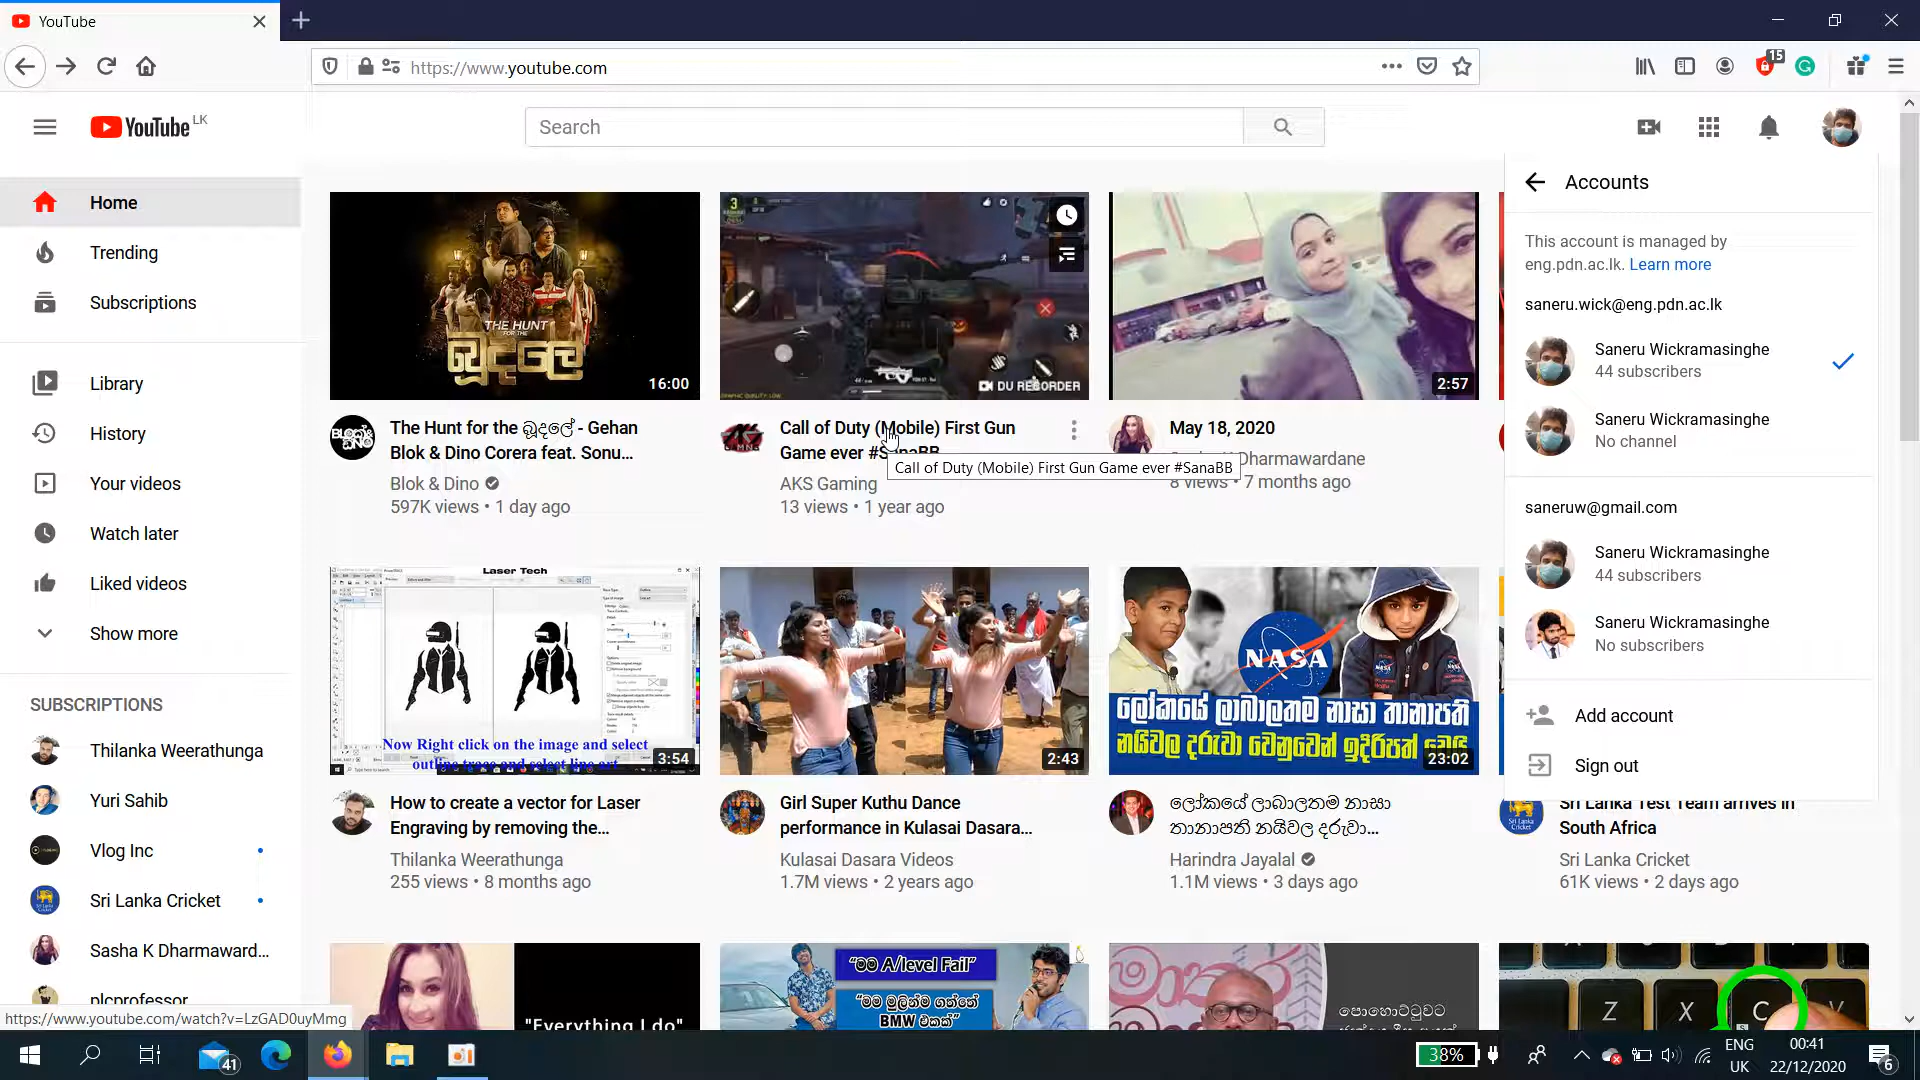 YouTube
https://www.youtube.com
15
YouTube LK
Search
Home
Trending
Subscriptions
Library
History
Your videos
Watch later
Liked videos
Show more
SUBSCRIPTIONS
Thilanka Weerathunga
Yuri Sahib
Vlog Inc
Sri Lanka Cricket
Sasha K Dharmaward...
plcprofessor
https://www.youtube.com/watch?v=LzGAD0uyMmg
THE HUNT
FOR THE
බූදලේ
16:00
The Hunt for the බූදලේ - Gehan
Blok & Dino Corera feat. Sonu...
Blok & Dino
597K views • 1 day ago
3
DU RECORDER
Call of Duty (Mobile) First Gun
Game ever #SanaBB
Call of Duty (Mobile) First Gun Game ever #SanaBB
AKS Gaming
13 views • 1 year ago
2:57
May 18, 2020
Dharmawardane
8 views • 7 months ago
Laser Tech
Now Right click on the image and select
outline trace and select line art
3:54
How to create a vector for Laser
Engraving by removing the...
Thilanka Weerathunga
255 views • 8 months ago
2:43
Girl Super Kuthu Dance
performance in Kulasai Dasara...
Kulasai Dasara Videos
1.7M views • 2 years ago
NASA
ලෝකයේ ලාබාලතම නාසා තානාපති
නයිවල දරුවා වෙනුවෙන් ඉදිරිපත්
23:02
ලෝකයේ ලාබාලතම නාසා
තානාපති නයිවල දරුවා...
Harindra Jayalal
1.1M views • 3 days ago
Sri Lanka Test Team arrives in
South Africa
Sri Lanka Cricket
61K views • 2 days ago
"Everything I do"
"මම A/level Fail"
"මම මුලින්ම ගත්තේ
BMW එකක්"
පොහොට්ටුවට
Z X C V
Accounts
This account is managed by
eng.pdn.ac.lk. Learn more
saneru.wick@eng.pdn.ac.lk
Saneru Wickramasinghe
44 subscribers
Saneru Wickramasinghe
No channel
saneruw@gmail.com
Saneru Wickramasinghe
44 subscribers
Saneru Wickramasinghe
No subscribers
Add account
Sign out
41
38%
ENG
UK
00:41
22/12/2020
6